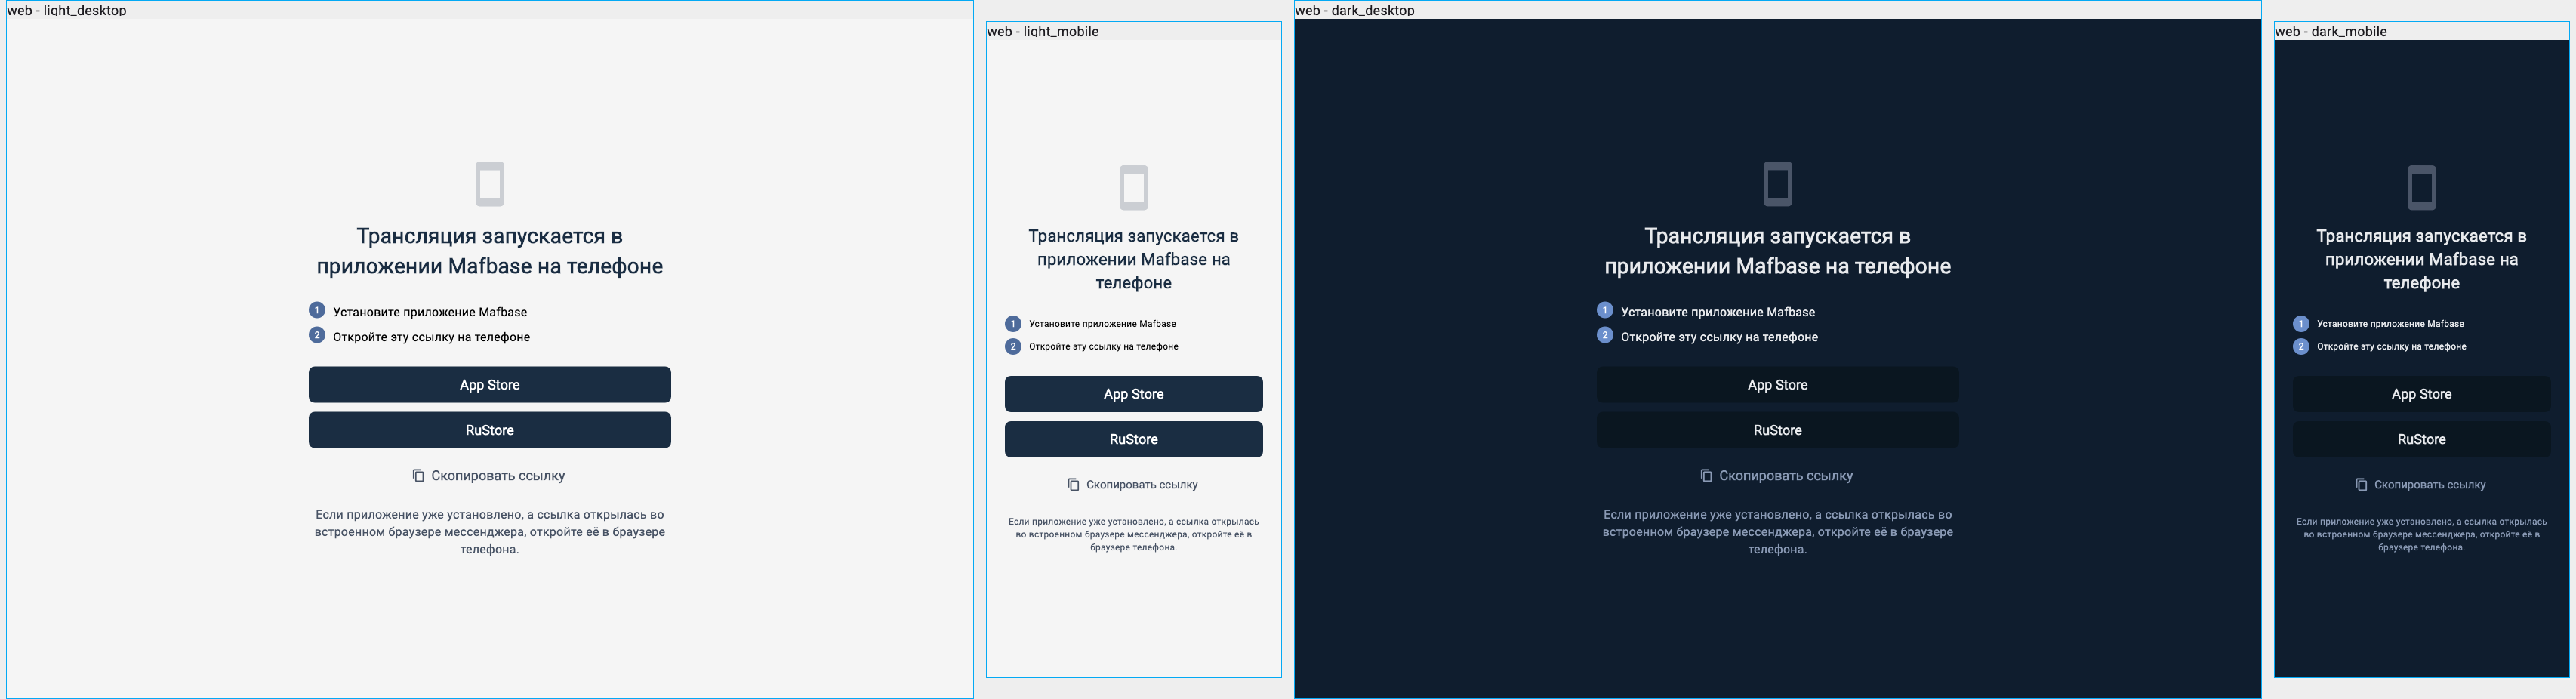 web - light_desktop
Трансляция запускается в
приложении Mafbase на телефоне
1 Установите приложение Mafbase
2 Откройте эту ссылку на телефоне
App Store
RuStore
Скопировать ссылку
Если приложение уже установлено, а ссылка открылась во
встроенном браузере мессенджера, откройте её в браузере
телефона.
web - light_mobile
Трансляция запускается в
приложении Mafbase на
телефоне
1 Установите приложение Mafbase
2 Откройте эту ссылку на телефоне
App Store
RuStore
Скопировать ссылку
Если приложение уже установлено, а ссылка открылась
во встроенном браузере мессенджера, откройте её в
браузере телефона.
web - dark_desktop
Трансляция запускается в
приложении Mafbase на телефоне
1 Установите приложение Mafbase
2 Откройте эту ссылку на телефоне
App Store
RuStore
Скопировать ссылку
Если приложение уже установлено, а ссылка открылась во
встроенном браузере мессенджера, откройте её в браузере
телефона.
web - dark_mobile
Трансляция запускается в
приложении Mafbase на
телефоне
1 Установите приложение Mafbase
2 Откройте эту ссылку на телефоне
App Store
RuStore
Скопировать ссылку
Если приложение уже установлено, а ссылка открылась
во встроенном браузере мессенджера, откройте её в
браузере телефона.